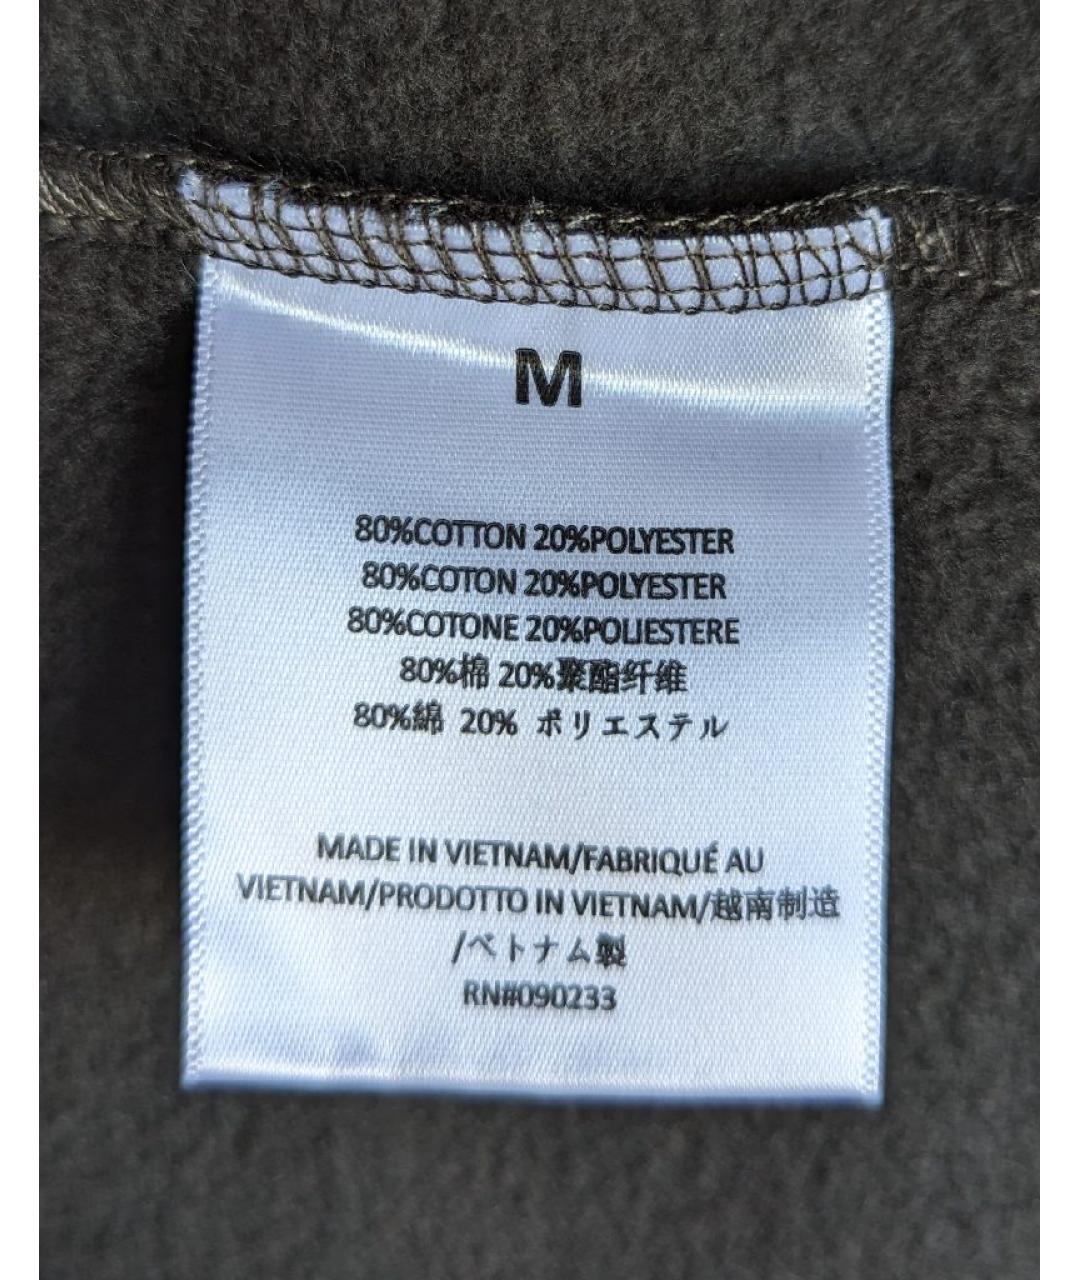 M
80%COTTON 20%POLYESTER
80%COTON 20%POLYESTER
80%COTONE 20%POLIESTERE
80%棉 20%聚酯纤维
80%綿 20% ポリエステル
MADE IN VIETNAM/FABRIQUÉ AU
VIETNAM/PRODOTTO IN VIETNAM/越南制造
/ベトナム製
RN#090233